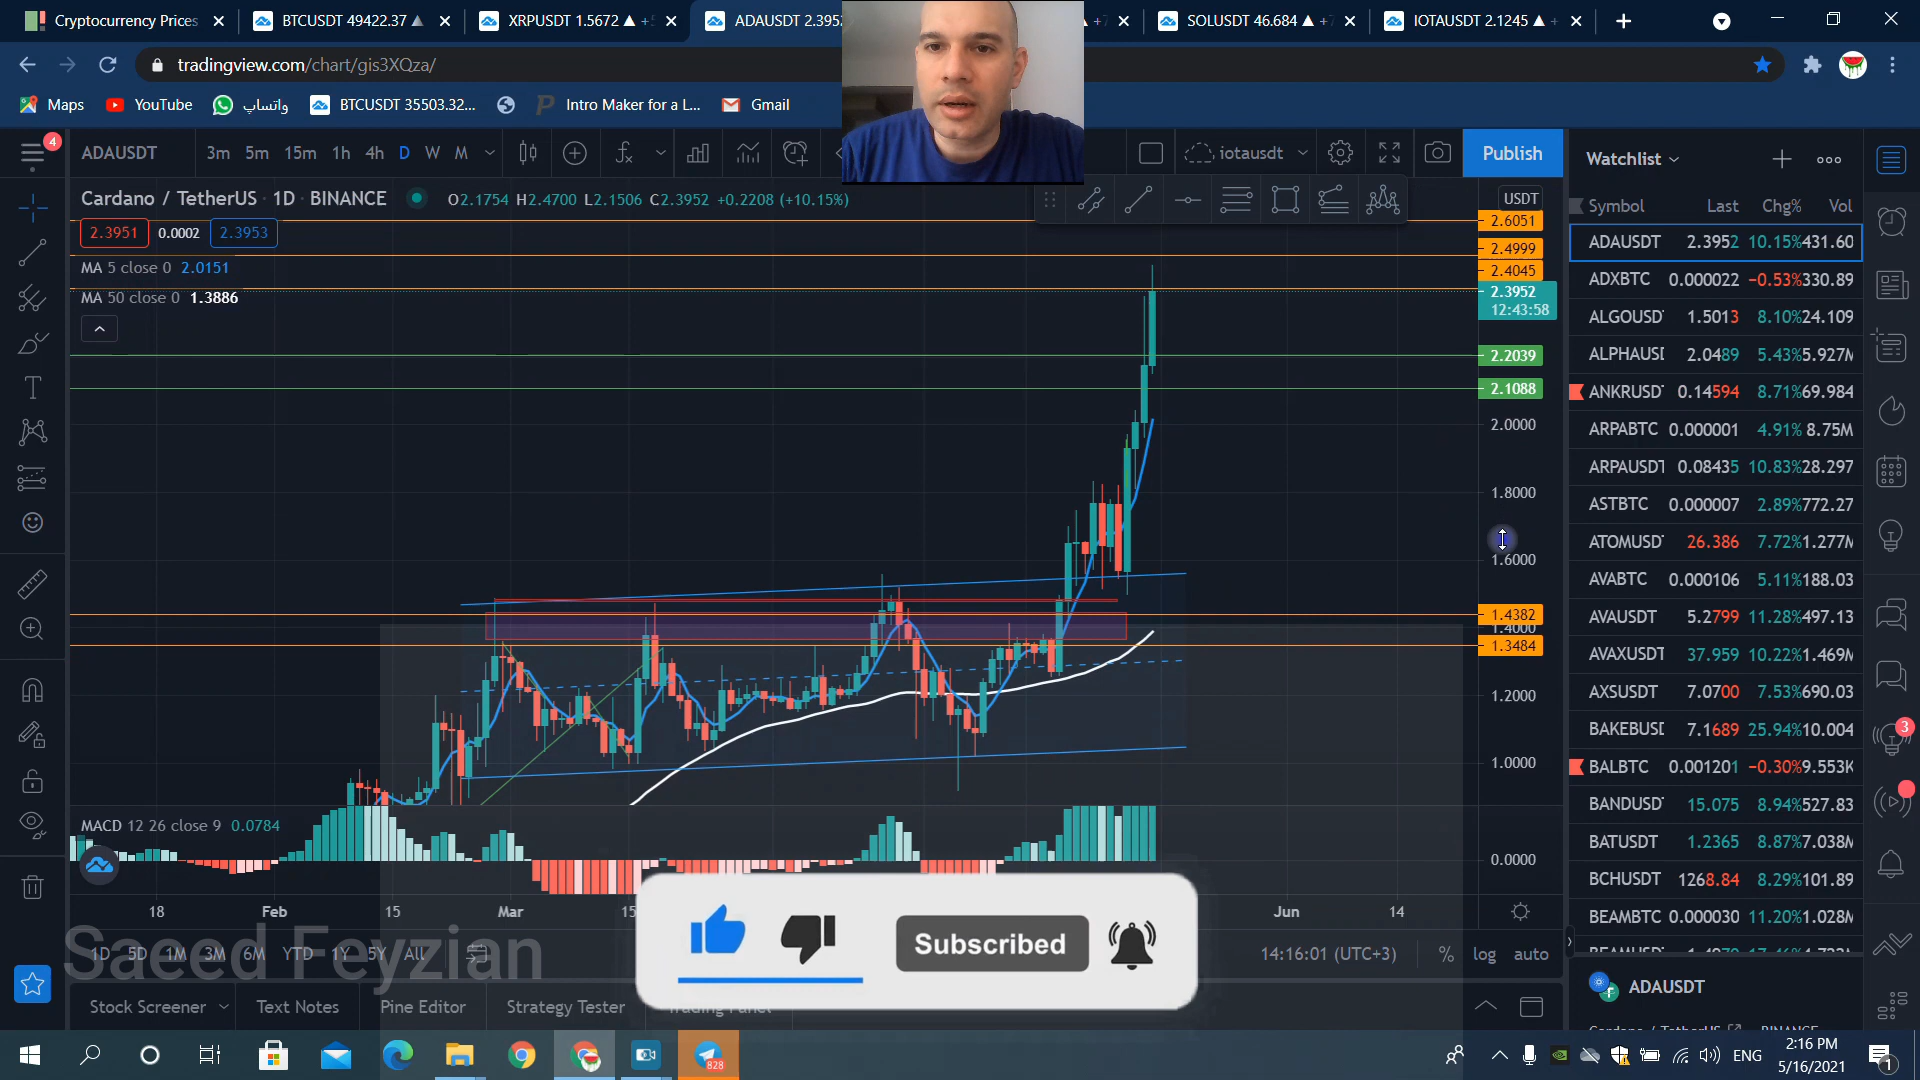 Cryptocurrency Prices
BTCUSDT 49422.37
XRPUSDT 1.5672
ADAUSDT 2.3952
SOLUSDT 46.684
IOTAUSDT 2.1245
tradingview.com/chart/gis3XQza/
Maps
YouTube
واتساپ
BTCUSDT 35503.32...
Intro Maker for a L...
Gmail
4
ADAUSDT
3m 5m 15m 1h 4h D W M
iotausdt
Publish
Watchlist
Cardano / TetherUS · 1D · BINANCE
O2.1754 H2.4700 L2.1506 C2.3952 +0.2208 (+10.15%)
2.3951 0.0002 2.3953
MA 5 close 0 2.0151
MA 50 close 0 1.3886
USDT
2.6051
2.4999
2.4045
2.3952
12:43:58
2.2039
2.1088
2.0000
1.8000
1.6000
1.4382
1.4000
1.3484
1.2000
1.0000
Symbol Last Chg% Vol
ADAUSDT 2.3952 10.15% 431.60
ADXBTC 0.000022 −0.53% 330.89
ALGOUSD 1.5013 8.10% 24.109
ALPHAUSI 2.0489 5.43% 5.927M
ANKRUSD 0.14594 8.71% 69.984
ARPABTC 0.000001 4.91% 8.75M
ARPAUSDT 0.08435 10.83% 28.297
ASTBTC 0.000007 2.89% 772.27
ATOMUSD 26.386 7.72% 1.277M
AVABTC 0.000106 5.11% 188.03
AVAUSDT 5.2799 11.28% 497.13
AVAXUSDT 37.959 10.22% 1.469M
AXSUSDT 7.0700 7.53% 690.03
BAKEBUSD 7.1689 25.94% 10.004
BALBTC 0.001201 −0.30% 9.553K
BANDUSD 15.075 8.94% 527.83
BATUSDT 1.2365 8.87% 7.038M
BCHUSDT 1268.84 8.29% 101.89
BEAMBTC 0.000030 11.20% 1.028M
3
MACD 12 26 close 9 0.0784
0.0000
18 Feb 15 Mar 15 Jun 14
Saeed Feyzian
1D 5D 1M 3M 6M YTD 1Y 5Y All
14:16:01 (UTC+3)
% log auto
Subscribed
ADAUSDT
Stock Screener
Text Notes
Pine Editor
Strategy Tester
Trading Panel
828
ENG
2:16 PM
5/16/2021
1